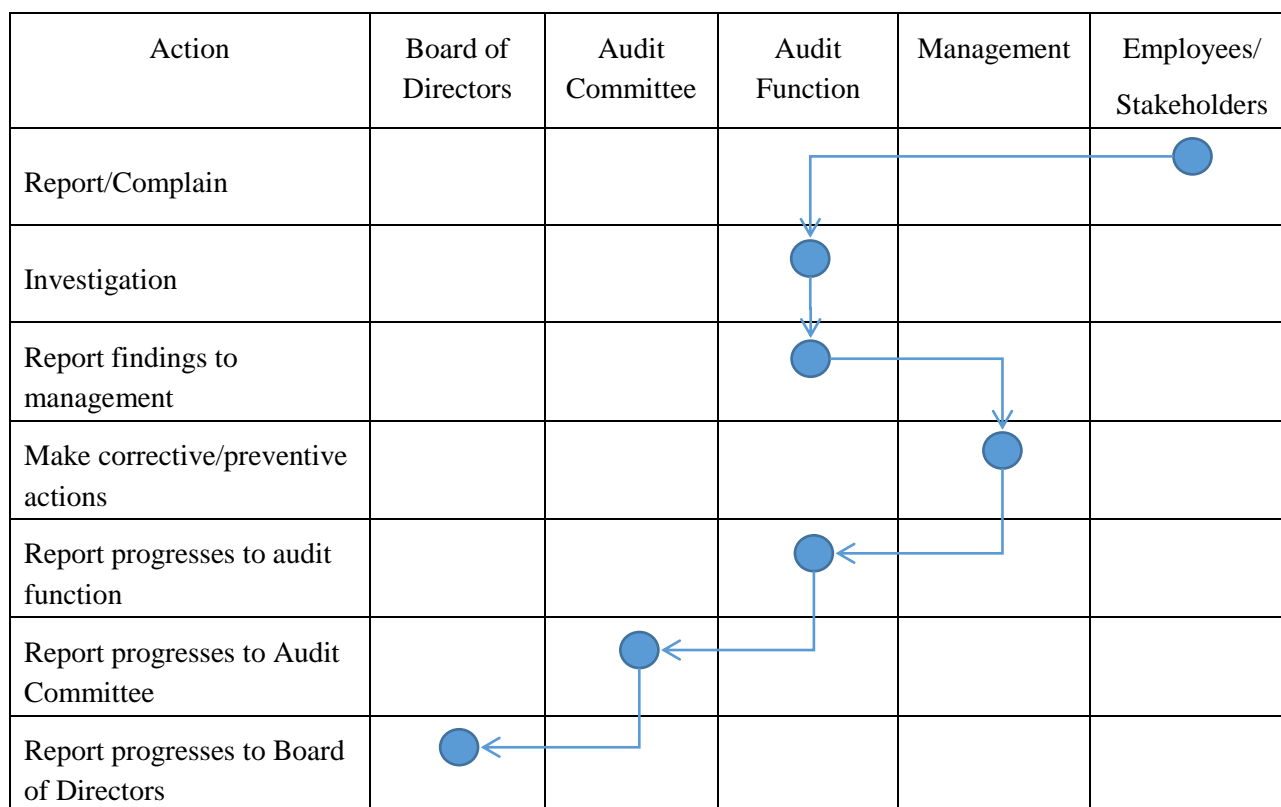 Action
Board of
Directors
Audit
Committee
Audit
Function
Management
Employees/
Stakeholders
Report/Complain
Investigation
Report findings to
management
Make corrective/preventive
actions
Report progresses to audit
function
Report progresses to Audit
Committee
Report progresses to Board
of Directors